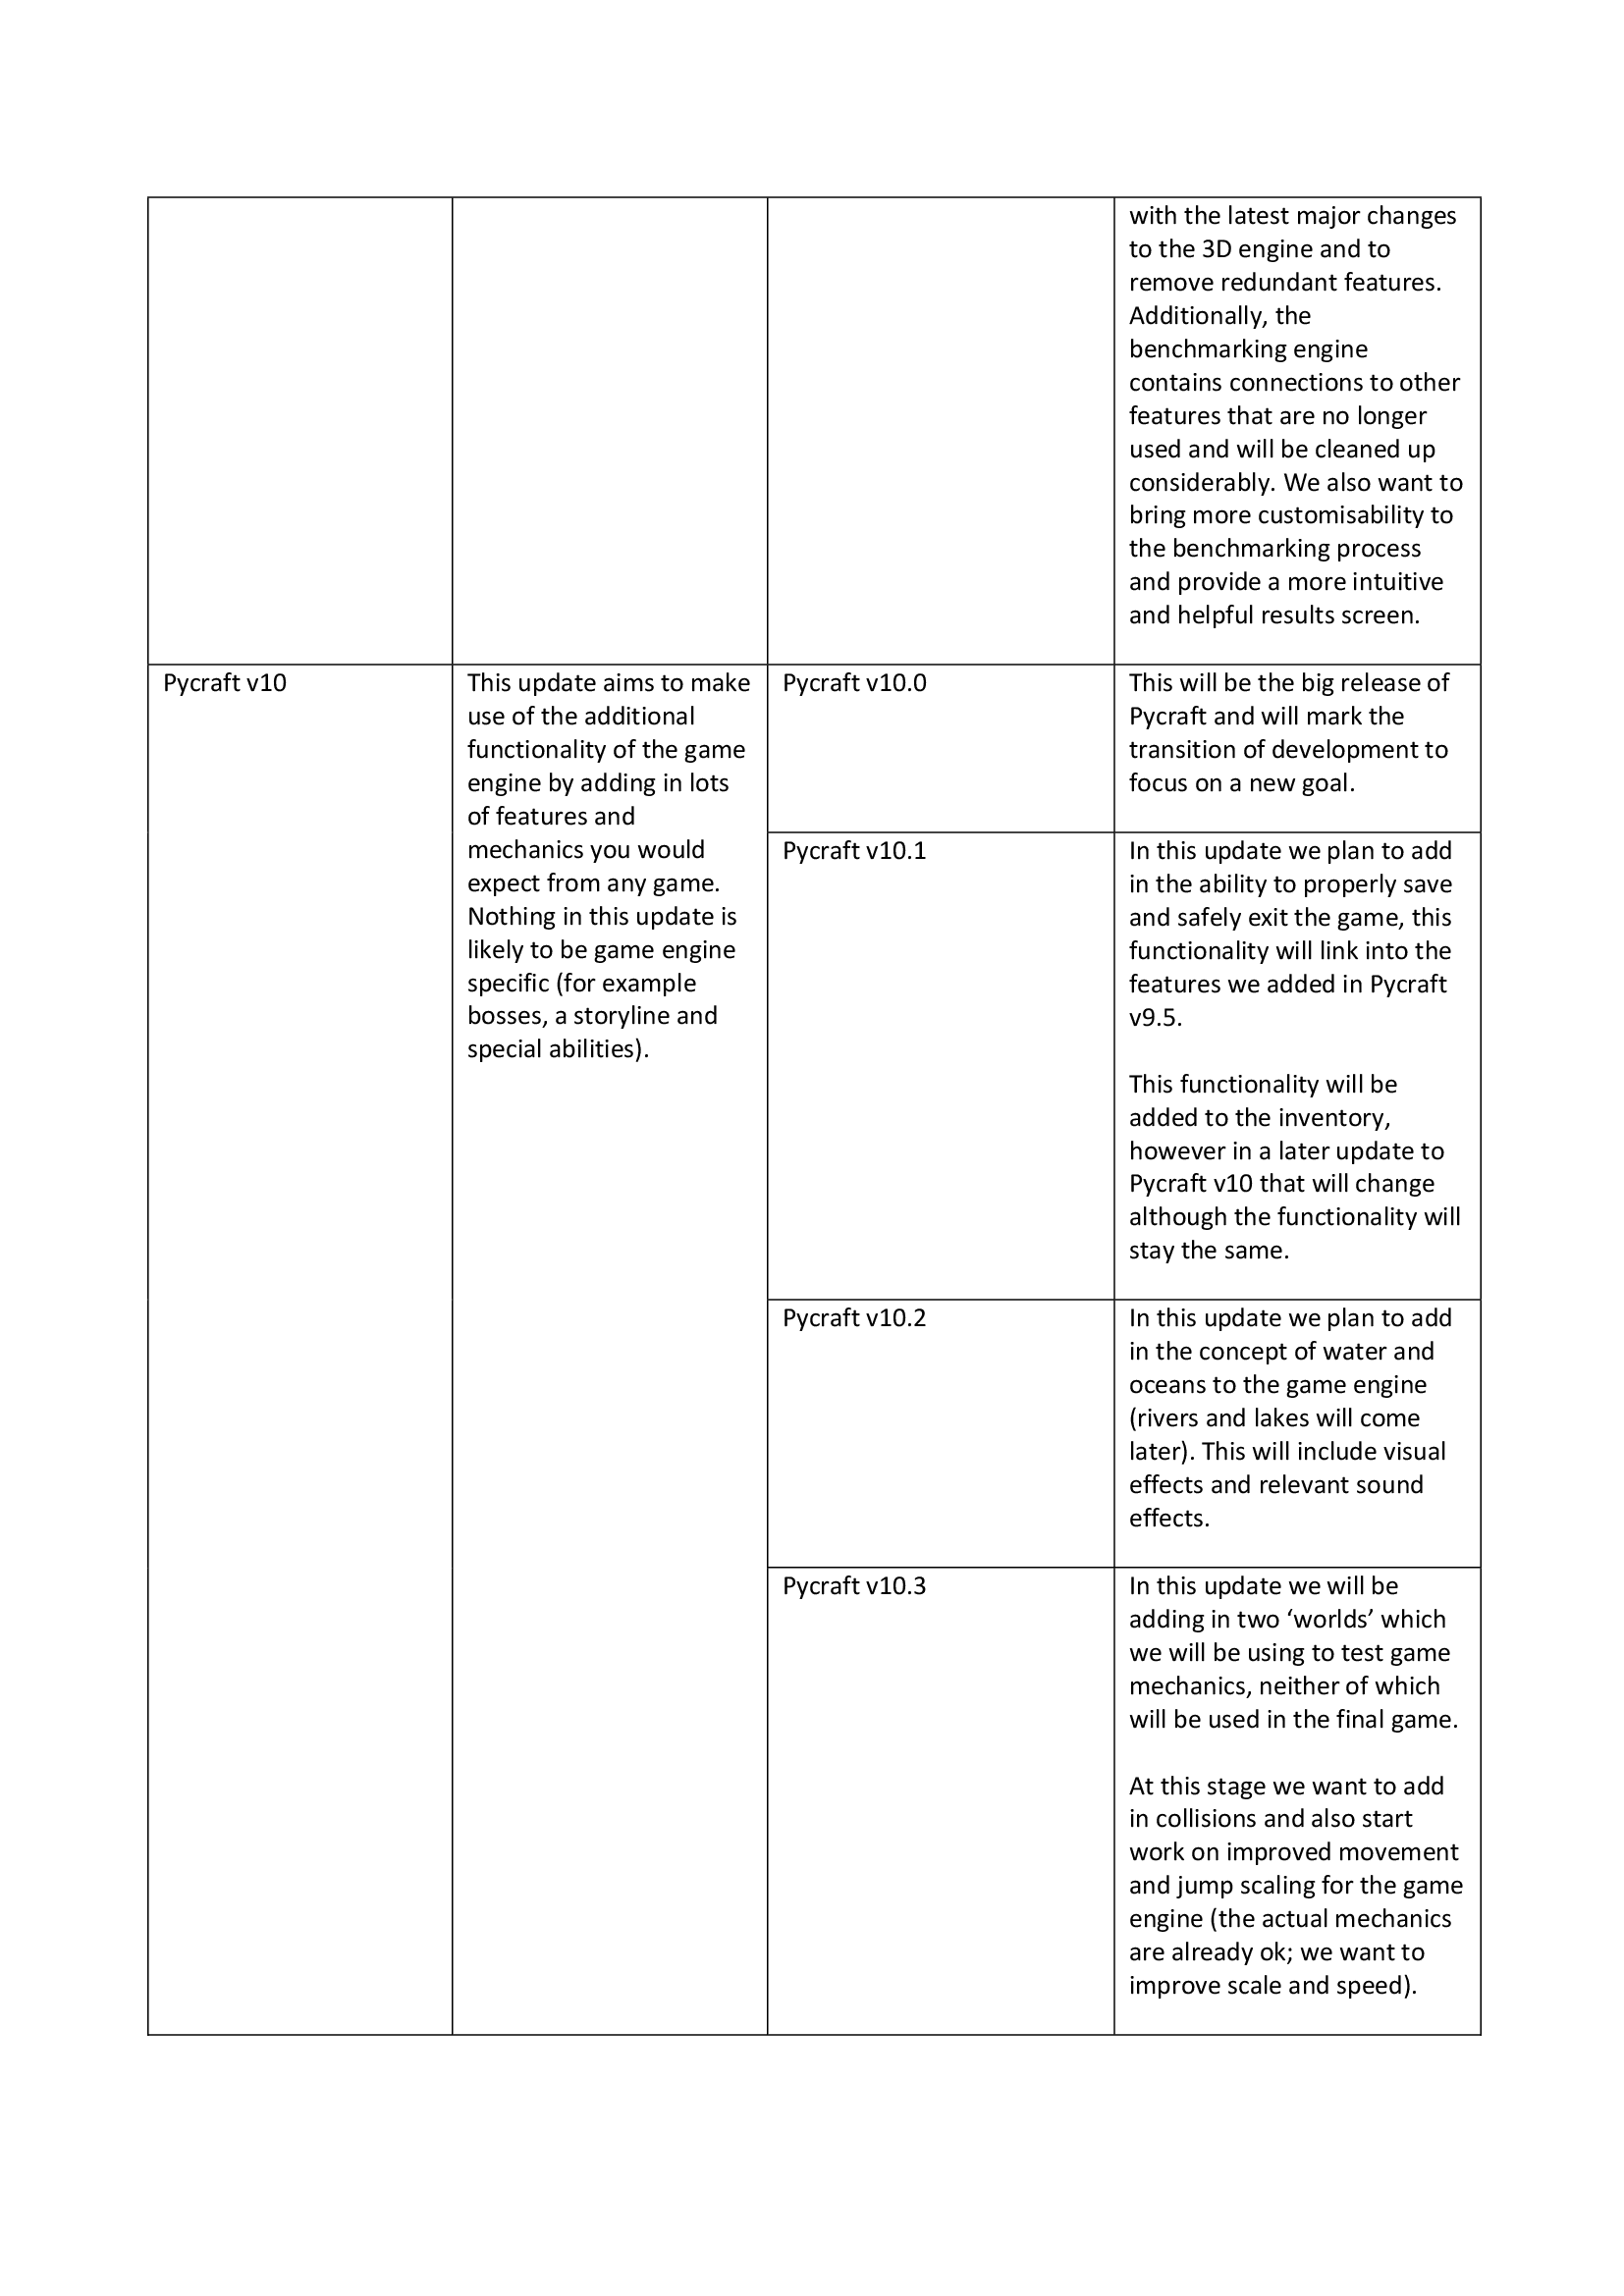 with the latest major changes
to the 3D engine and to
remove redundant features.
Additionally, the
benchmarking engine
contains connections to other
features that are no longer
used and will be cleaned up
considerably. We also want to
bring more customisability to
the benchmarking process
and provide a more intuitive
and helpful results screen.
Pycraft v10
This update aims to make
use of the additional
functionality of the game
engine by adding in lots
of features and
mechanics you would
expect from any game.
Nothing in this update is
likely to be game engine
specific (for example
bosses, a storyline and
special abilities).
Pycraft v10.0
This will be the big release of
Pycraft and will mark the
transition of development to
focus on a new goal.
Pycraft v10.1
In this update we plan to add
in the ability to properly save
and safely exit the game, this
functionality will link into the
features we added in Pycraft
v9.5.
This functionality will be
added to the inventory,
however in a later update to
Pycraft v10 that will change
although the functionality will
stay the same.
Pycraft v10.2
In this update we plan to add
in the concept of water and
oceans to the game engine
(rivers and lakes will come
later). This will include visual
effects and relevant sound
effects.
Pycraft v10.3
In this update we will be
adding in two ‘worlds’ which
we will be using to test game
mechanics, neither of which
will be used in the final game.
At this stage we want to add
in collisions and also start
work on improved movement
and jump scaling for the game
engine (the actual mechanics
are already ok; we want to
improve scale and speed).